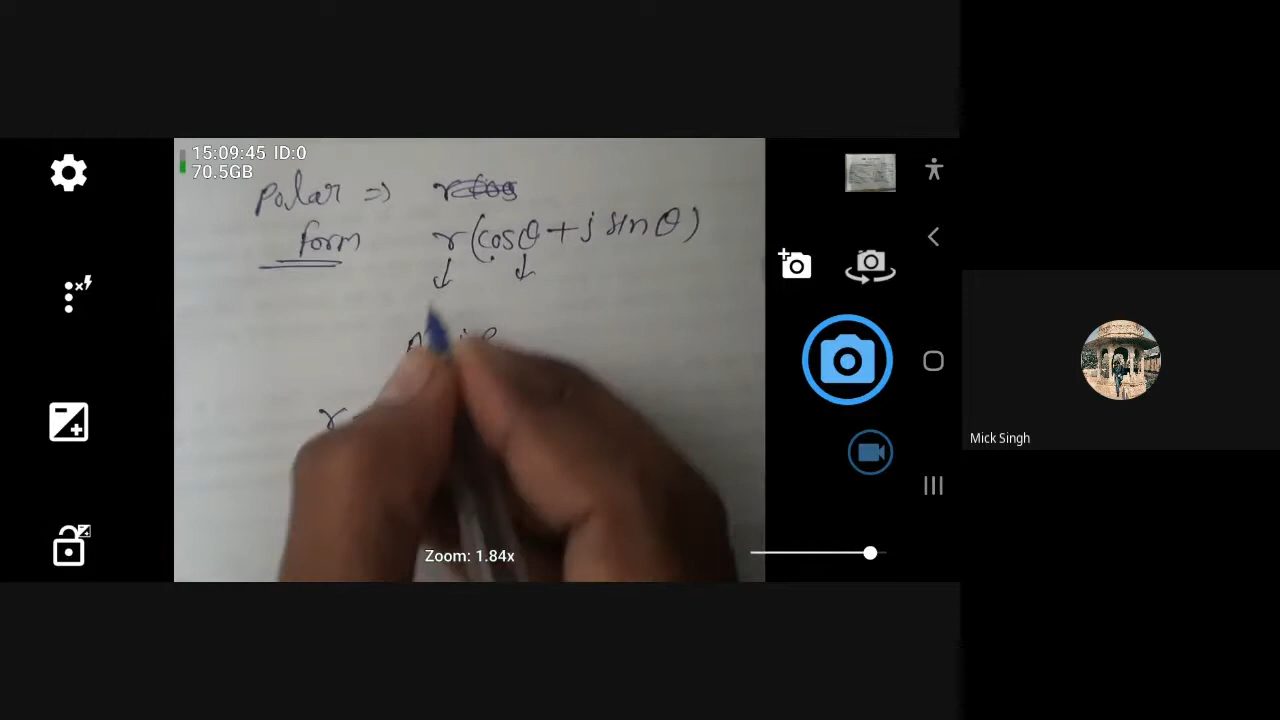 15:09:45 ID:0
70.5GB
Polar ⇒
form r(cosθ + j sinθ)
↓ ↓
r
Zoom: 1.84x
Mick Singh